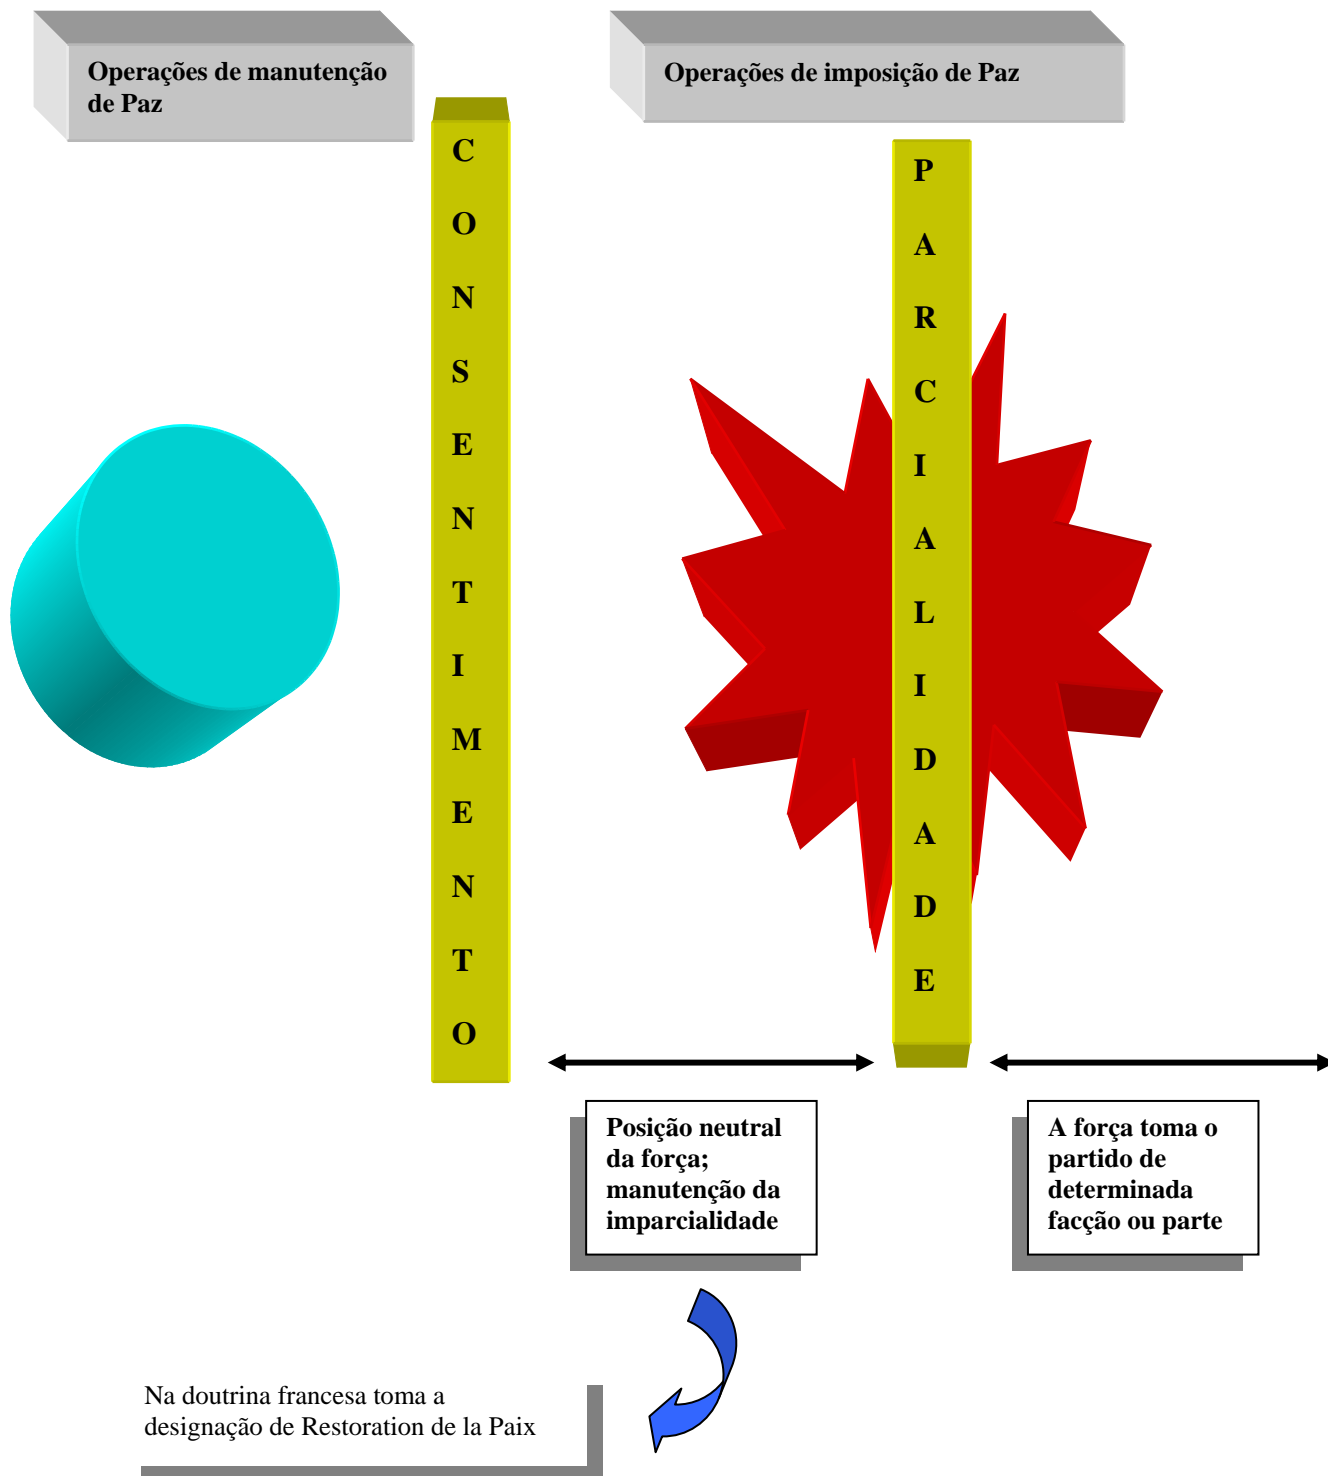 Operações de manutenção
de Paz
Operações de imposição de Paz
C
O
N
S
E
N
T
I
M
E
N
T
O
P
A
R
C
I
A
L
I
D
A
D
E
Posição neutral
da força;
manutenção da
imparcialidade
A força toma o
partido de
determinada
facção ou parte
Na doutrina francesa toma a
designação de Restoration de la Paix